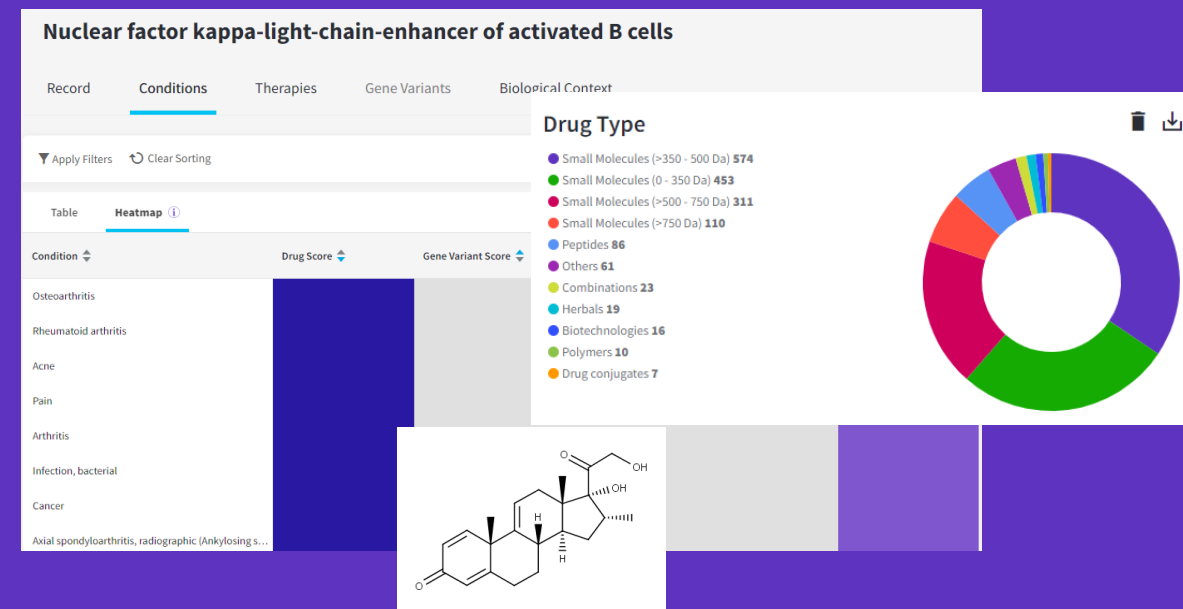 Nuclear factor kappa-light-chain-enhancer of activated B cells
Record Conditions Therapies Gene Variants Biological Context
Apply Filters Clear Sorting
Table Heatmap i
Condition Drug Score Gene Variant Score
Osteoarthritis
Rheumatoid arthritis
Acne
Pain
Arthritis
Infection, bacterial
Cancer
Axial spondyloarthritis, radiographic (Ankylosing s...
Drug Type
Small Molecules (>350 - 500 Da) 574
Small Molecules (0 - 350 Da) 453
Small Molecules (>500 - 750 Da) 311
Small Molecules (>750 Da) 110
Peptides 86
Others 61
Combinations 23
Herbals 19
Biotechnologies 16
Polymers 10
Drug conjugates 7
O
OH
OH
H
H
O